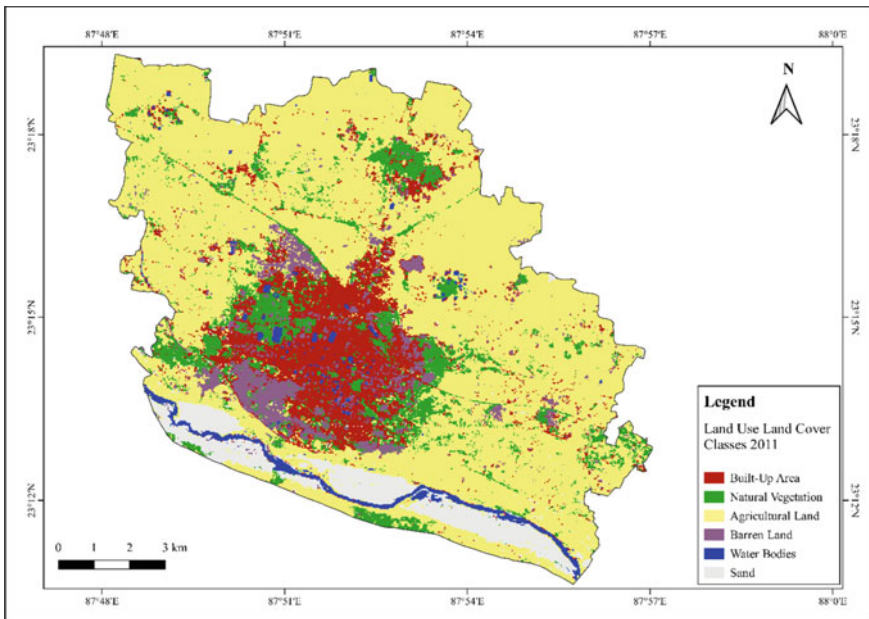 87°48'E 87°51'E 87°54'E 87°57'E 88°0'E
N
23°18'N 23°18'N
23°15'N 23°15'N
Legend
Land Use Land Cover
Classes 2011
Built-Up Area
Natural Vegetation
Agricultural Land
Barren Land
Water Bodies
Sand
23°12'N 23°12'N
0 1 2 3 km
87°48'E 87°51'E 87°54'E 87°57'E 88°0'E